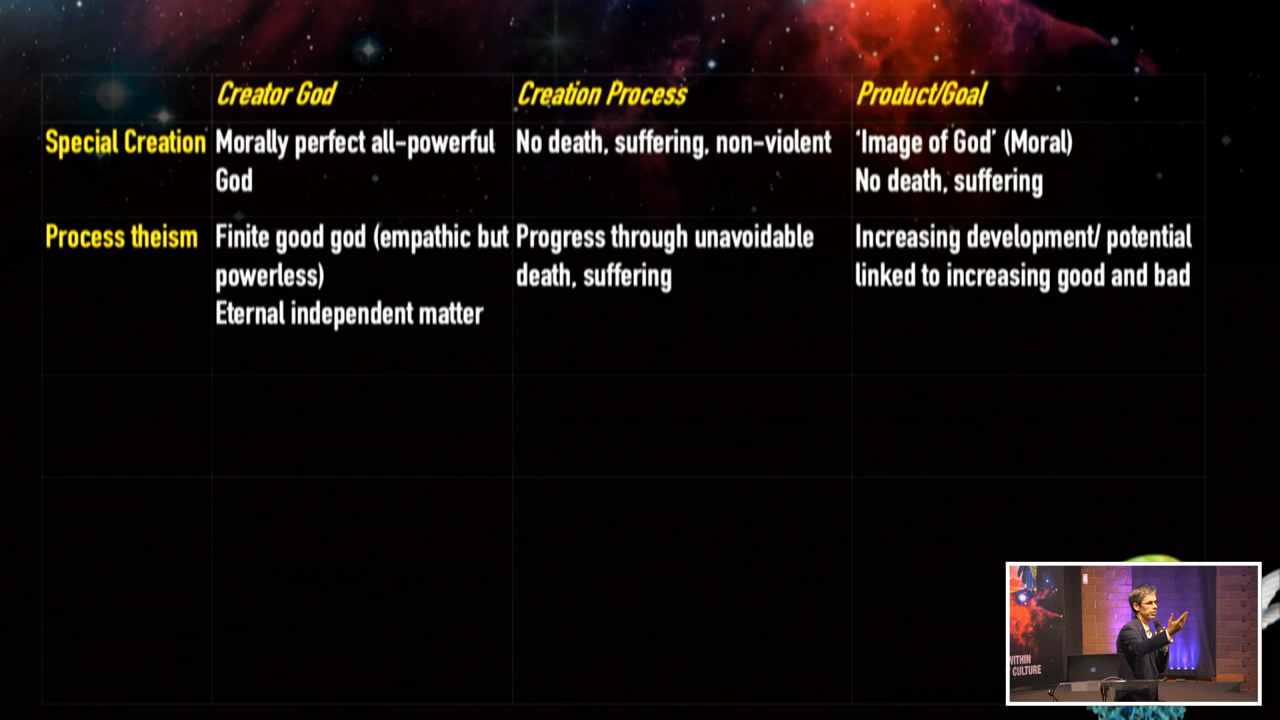 Creator God Creation Process Product/Goal
Special Creation Morally perfect all-powerful No death, suffering, non-violent 'Image of God' (Moral)
God No death, suffering
Process theism Finite good god (empathic but Progress through unavoidable Increasing development/ potential
powerless) death, suffering linked to increasing good and bad
Eternal independent matter
WITHIN
CULTURE